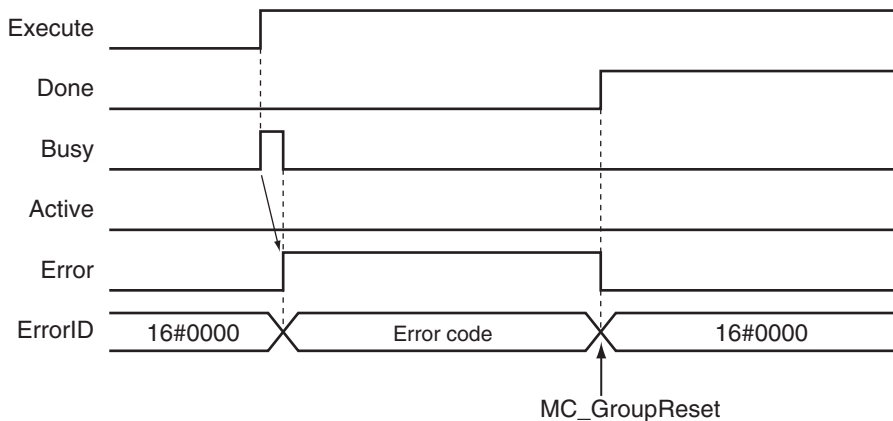 Execute
Done
Busy
Active
Error
ErrorID 16#0000 Error code 16#0000
MC_GroupReset